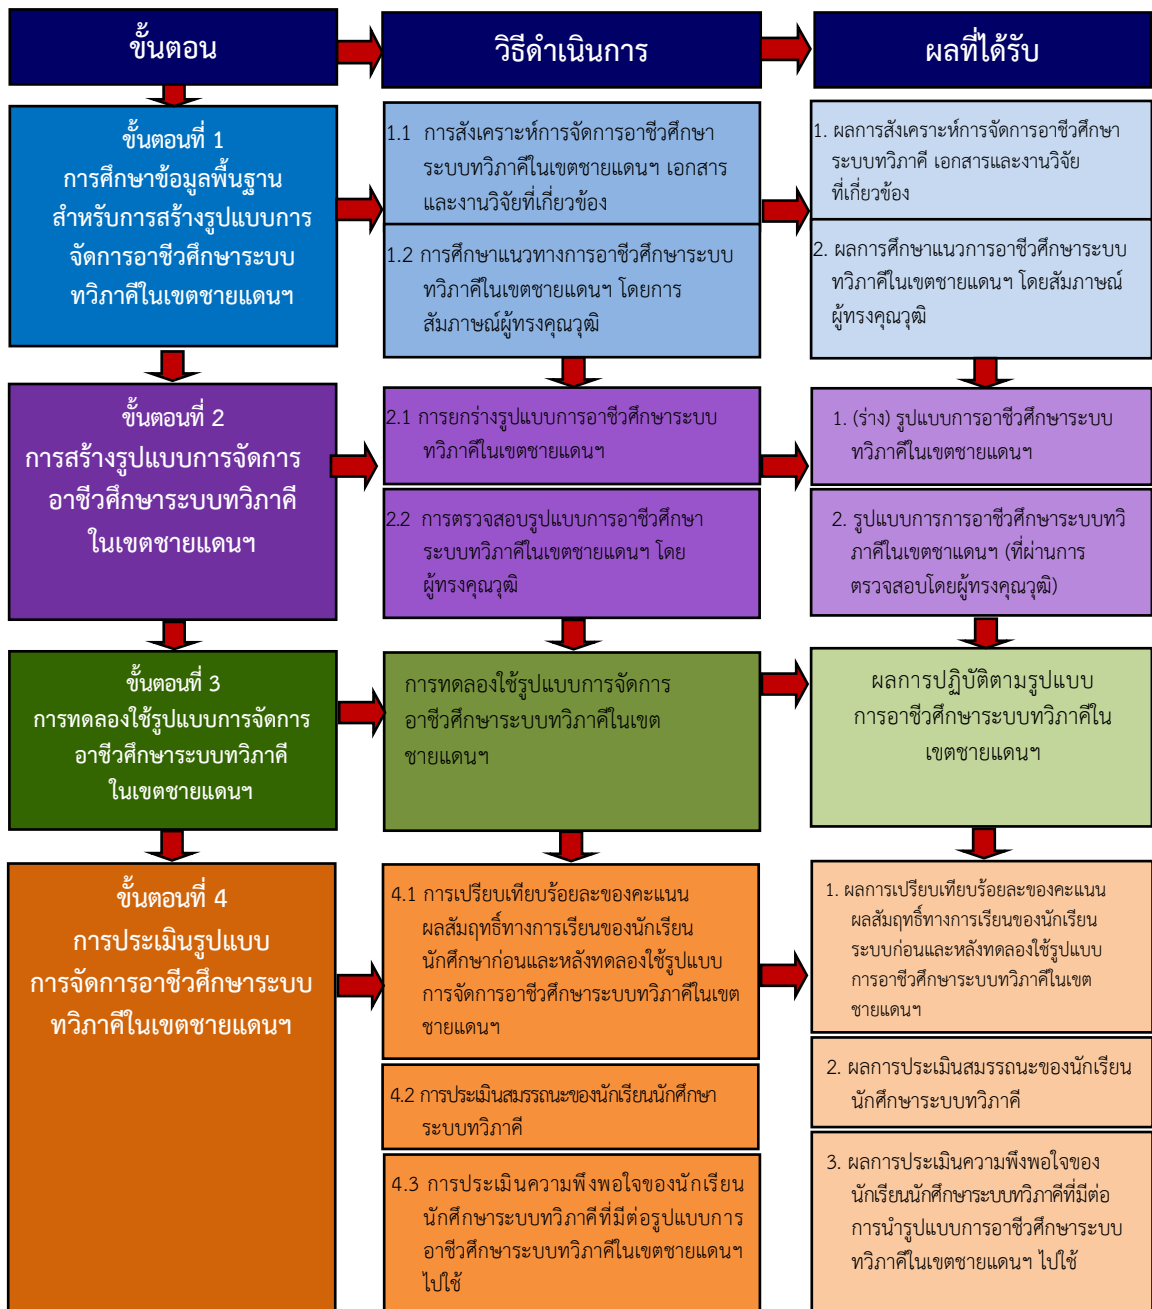 ขั้นตอน
วิธีดำเนินการ
ผลที่ได้รับ
ขั้นตอนที่ 1
การศึกษาข้อมูลพื้นฐาน
สำหรับการสร้างรูปแบบการ
จัดการอาชีวศึกษาระบบ
ทวิภาคีในเขตชายแดนฯ
1.1 การสังเคราะห์การจัดการอาชีวศึกษา
ระบบทวิภาคีในเขตชายแดนฯ เอกสาร
และงานวิจัยที่เกี่ยวข้อง
1.2 การศึกษาแนวทางการอาชีวศึกษาระบบ
ทวิภาคีในเขตชายแดนฯ โดยการ
สัมภาษณ์ผู้ทรงคุณวุฒิ
1. ผลการสังเคราะห์การจัดการอาชีวศึกษา
ระบบทวิภาคี เอกสารและงานวิจัย
ที่เกี่ยวข้อง
2. ผลการศึกษาแนวการอาชีวศึกษาระบบ
ทวิภาคีในเขตชายแดนฯ โดยสัมภาษณ์
ผู้ทรงคุณวุฒิ
ขั้นตอนที่ 2
การสร้างรูปแบบการจัดการ
อาชีวศึกษาระบบทวิภาคี
ในเขตชายแดนฯ
2.1 การยกร่างรูปแบบการอาชีวศึกษาระบบ
ทวิภาคีในเขตชายแดนฯ
2.2 การตรวจสอบรูปแบบการอาชีวศึกษา
ระบบทวิภาคีในเขตชายแดนฯ โดย
ผู้ทรงคุณวุฒิ
1. (ร่าง) รูปแบบการอาชีวศึกษาระบบ
ทวิภาคีในเขตชายแดนฯ
2. รูปแบบการการอาชีวศึกษาระบบทวิ
ภาคีในเขตชาแดนฯ (ที่ผ่านการ
ตรวจสอบโดยผู้ทรงคุณวุฒิ)
ขั้นตอนที่ 3
การทดลองใช้รูปแบบการจัดการ
อาชีวศึกษาระบบทวิภาคี
ในเขตชายแดนฯ
การทดลองใช้รูปแบบการจัดการ
อาชีวศึกษาระบบทวิภาคีในเขต
ชายแดนฯ
ผลการปฏิบัติตามรูปแบบ
การอาชีวศึกษาระบบทวิภาคีใน
เขตชายแดนฯ
ขั้นตอนที่ 4
การประเมินรูปแบบ
การจัดการอาชีวศึกษาระบบ
ทวิภาคีในเขตชายแดนฯ
4.1 การเปรียบเทียบร้อยละของคะแนน
ผลสัมฤทธิ์ทางการเรียนของนักเรียน
นักศึกษาก่อนและหลังทดลองใช้รูปแบบ
การจัดการอาชีวศึกษาระบบทวิภาคีในเขต
ชายแดนฯ
4.2 การประเมินสมรรถนะของนักเรียนนักศึกษา
ระบบทวิภาคี
4.3 การประเมินความพึงพอใจของนักเรียน
นักศึกษาระบบทวิภาคีที่มีต่อรูปแบบการ
อาชีวศึกษาระบบทวิภาคีในเขตชายแดนฯ
ไปใช้
1. ผลการเปรียบเทียบร้อยละของคะแนน
ผลสัมฤทธิ์ทางการเรียนของนักเรียน
ระบบก่อนและหลังทดลองใช้รูปแบบ
การอาชีวศึกษาระบบทวิภาคีในเขต
ชายแดนฯ
2. ผลการประเมินสมรรถนะของนักเรียน
นักศึกษาระบบทวิภาคี
3. ผลการประเมินความพึงพอใจของ
นักเรียนนักศึกษาระบบทวิภาคีที่มีต่อ
การนำรูปแบบการอาชีวศึกษาระบบ
ทวิภาคีในเขตชายแดนฯ ไปใช้